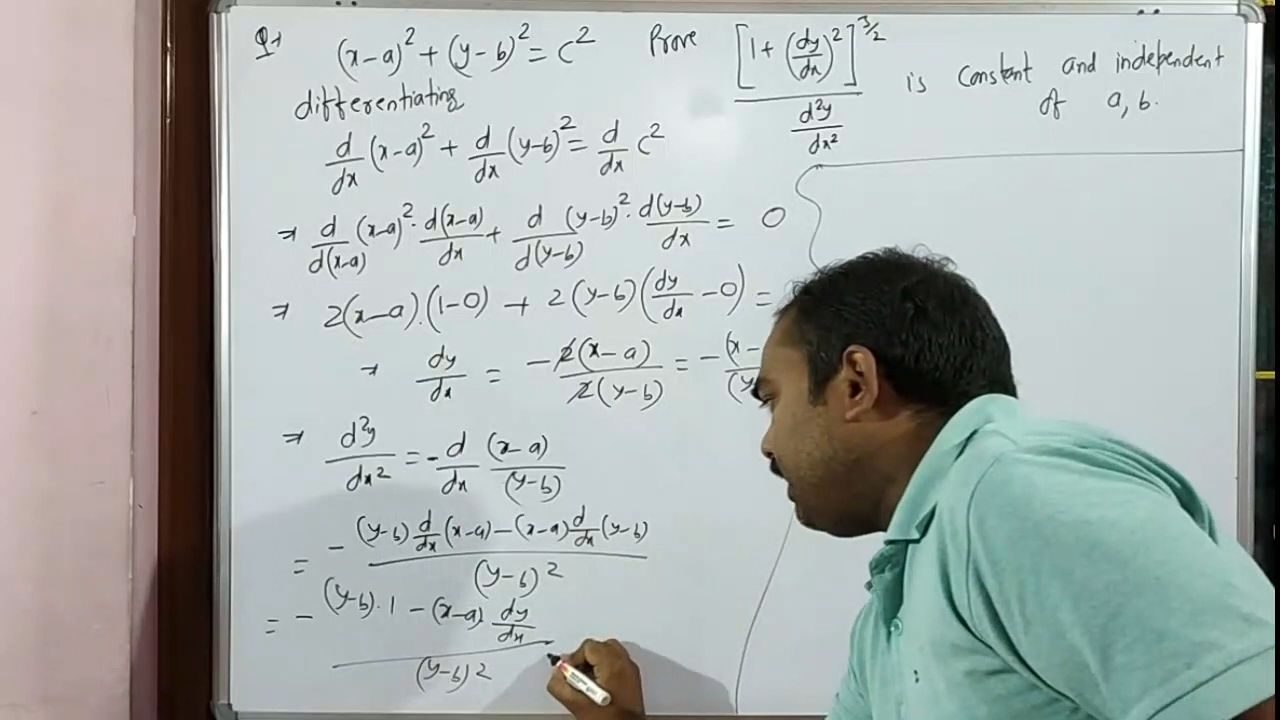 Q1 (x-a)² + (y-b)² = c² Prove [1 + (dy/dx)²]^3/2 / d²y/dx² is constant and independent of a, b.
differentiating
d/dx (x-a)² + d/dx (y-b)² = d/dx c²
⇒ d/d(x-a) (x-a)² · d(x-a)/dx + d/d(y-b) (y-b)² · d(y-b)/dx = 0
⇒ 2(x-a).(1-0) + 2(y-b)(dy/dx - 0) =
⇒ dy/dx = -2(x-a)/2(y-b) = -(x-
⇒ d²y/dx² = - d/dx (x-a)/(y-b)
= - (y-b) d/dx (x-a) - (x-a) d/dx (y-b) / (y-b)²
= - (y-b).1 - (x-a) dy/dx / (y-b)2